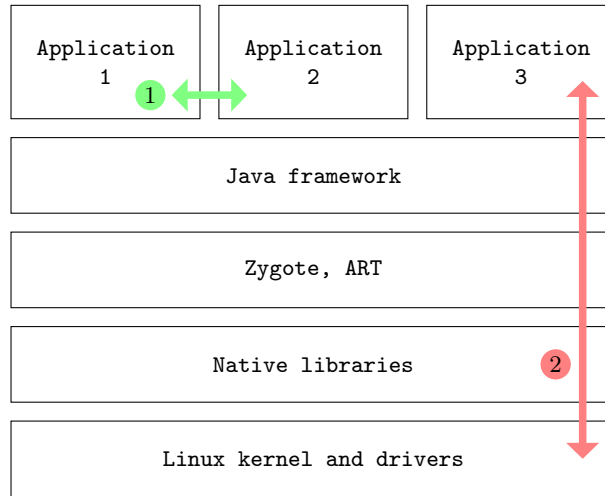 Application
1
Application
2
Application
3
1
Java framework
Zygote, ART
Native libraries
2
Linux kernel and drivers